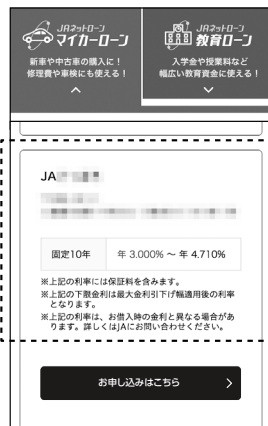 JAネットローン
マイカーローン
新車や中古車の購入に！
修理費や車検にも使える！
JAネットローン
教育ローン
入学金や授業料など
幅広い教育資金に使える！
JA
固定10年 年 3.000% ～ 年 4.710%
※上記の利率には保証料を含みます。
※上記の下限金利は最大金利引下げ幅適用後の利率
となります。
※上記の利率は、お借入時の金利と異なる場合があ
ります。詳しくはJAにお問い合わせください。
お申し込みはこちら